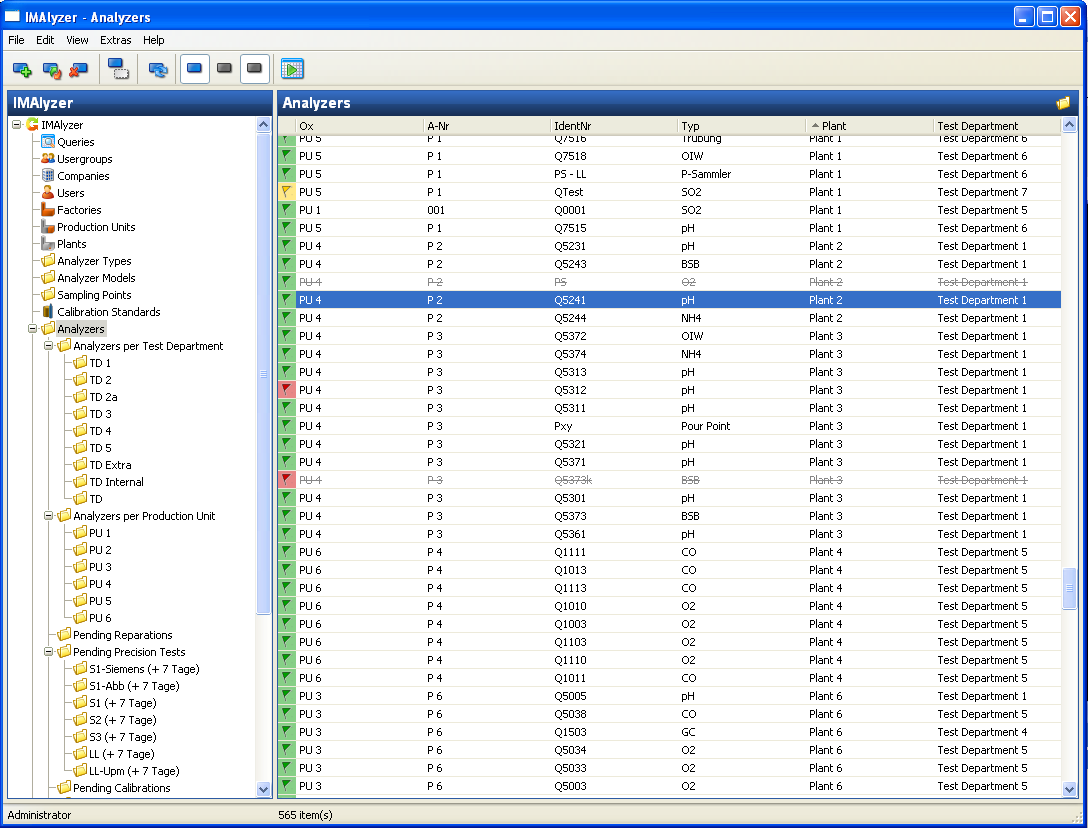 IMAlyzer - Analyzers
File Edit View Extras Help
IMAlyzer
IMAlyzer
Queries
Usergroups
Companies
Users
Factories
Production Units
Plants
Analyzer Types
Analyzer Models
Sampling Points
Calibration Standards
Analyzers
Analyzers per Test Department
TD 1
TD 2
TD 2a
TD 3
TD 4
TD 5
TD Extra
TD Internal
TD
Analyzers per Production Unit
PU 1
PU 2
PU 3
PU 4
PU 5
PU 6
Pending Reparations
Pending Precision Tests
S1-Siemens (+ 7 Tage)
S1-Abb (+ 7 Tage)
S1 (+ 7 Tage)
S2 (+ 7 Tage)
S3 (+ 7 Tage)
LL (+ 7 Tage)
LL-Upm (+ 7 Tage)
Pending Calibrations
Analyzers
Ox A-Nr IdentNr Typ Plant Test Department
PU 5 P 1 Q7516 Trübung Plant 1 Test Department 6
PU 5 P 1 Q7518 OIW Plant 1 Test Department 6
PU 5 P 1 PS - LL P-Sammler Plant 1 Test Department 6
PU 5 P 1 QTest SO2 Plant 1 Test Department 7
PU 1 001 Q0001 SO2 Plant 1 Test Department 5
PU 5 P 1 Q7515 pH Plant 1 Test Department 6
PU 4 P 2 Q5231 pH Plant 2 Test Department 1
PU 4 P 2 Q5243 BSB Plant 2 Test Department 1
PU 4 P 2 PS O2 Plant 2 Test Department 1
PU 4 P 2 Q5241 pH Plant 2 Test Department 1
PU 4 P 2 Q5244 NH4 Plant 2 Test Department 1
PU 4 P 3 Q5372 OIW Plant 3 Test Department 1
PU 4 P 3 Q5374 NH4 Plant 3 Test Department 1
PU 4 P 3 Q5313 pH Plant 3 Test Department 1
PU 4 P 3 Q5312 pH Plant 3 Test Department 1
PU 4 P 3 Q5311 pH Plant 3 Test Department 1
PU 4 P 3 Pxy Pour Point Plant 3 Test Department 1
PU 4 P 3 Q5321 pH Plant 3 Test Department 1
PU 4 P 3 Q5371 pH Plant 3 Test Department 1
PU 4 P 3 Q5373k BSB Plant 3 Test Department 1
PU 4 P 3 Q5301 pH Plant 3 Test Department 1
PU 4 P 3 Q5373 BSB Plant 3 Test Department 1
PU 4 P 3 Q5361 pH Plant 3 Test Department 1
PU 6 P 4 Q1111 CO Plant 4 Test Department 5
PU 6 P 4 Q1013 CO Plant 4 Test Department 5
PU 6 P 4 Q1113 CO Plant 4 Test Department 5
PU 6 P 4 Q1010 O2 Plant 4 Test Department 5
PU 6 P 4 Q1003 O2 Plant 4 Test Department 5
PU 6 P 4 Q1103 O2 Plant 4 Test Department 5
PU 6 P 4 Q1110 O2 Plant 4 Test Department 5
PU 6 P 4 Q1011 CO Plant 4 Test Department 5
PU 3 P 6 Q5005 pH Plant 6 Test Department 1
PU 3 P 6 Q5038 CO Plant 6 Test Department 5
PU 3 P 6 Q1503 GC Plant 6 Test Department 4
PU 3 P 6 Q5034 O2 Plant 6 Test Department 5
PU 3 P 6 Q5033 O2 Plant 6 Test Department 5
PU 3 P 6 Q5003 O2 Plant 6 Test Department 5
Administrator 565 item(s)